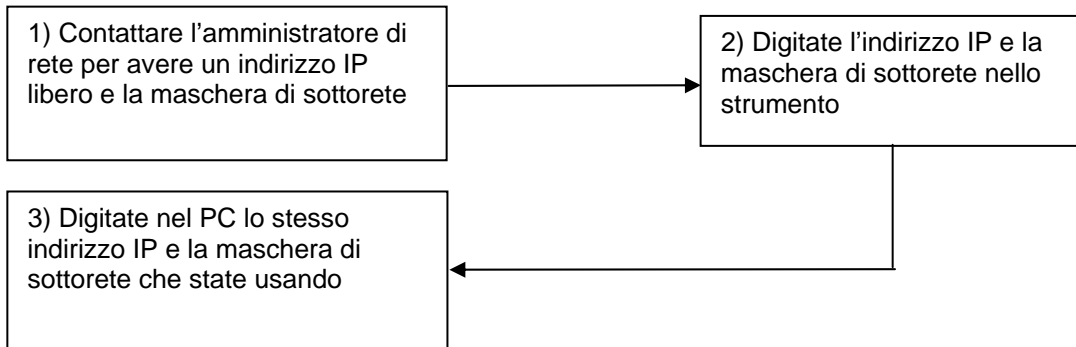 1) Contattare l’amministratore di
rete per avere un indirizzo IP
libero e la maschera di sottorete
2) Digitate l’indirizzo IP e la
maschera di sottorete nello
strumento
3) Digitate nel PC lo stesso
indirizzo IP e la maschera di
sottorete che state usando